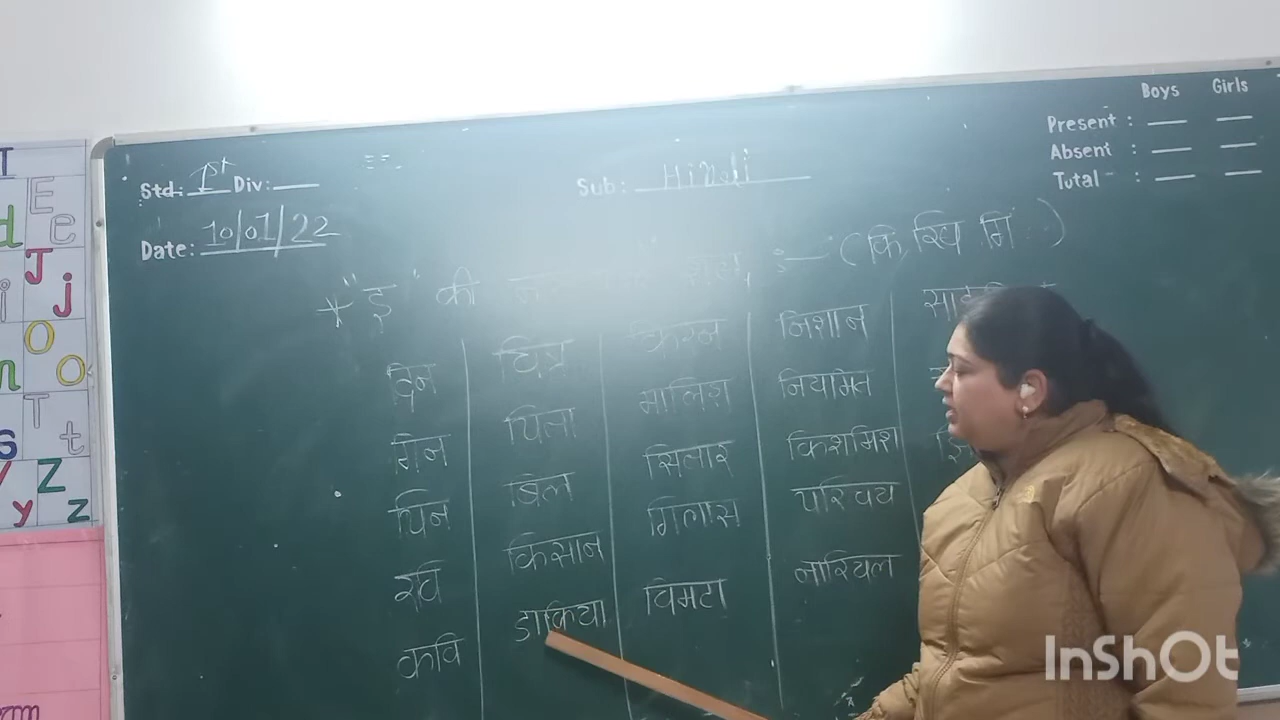 Boys Girls
Present : — —
Absent : — —
Total : — —
Std: 1st Div:
Sub: Hindi
Date: 10/01/22
* "इ" की :— (कि, खि गि )
दिन
गिन
पिन
रवि
कवि
चित्र
पिता
बिल
किसान
डाकिया
किरन
मालिश
सितार
गिलास
चिमटा
निशान
नियमित
किशमिश
परिचय
नारियल
I
d E e
i J j
n O o
s T t
y Z z
InShOt